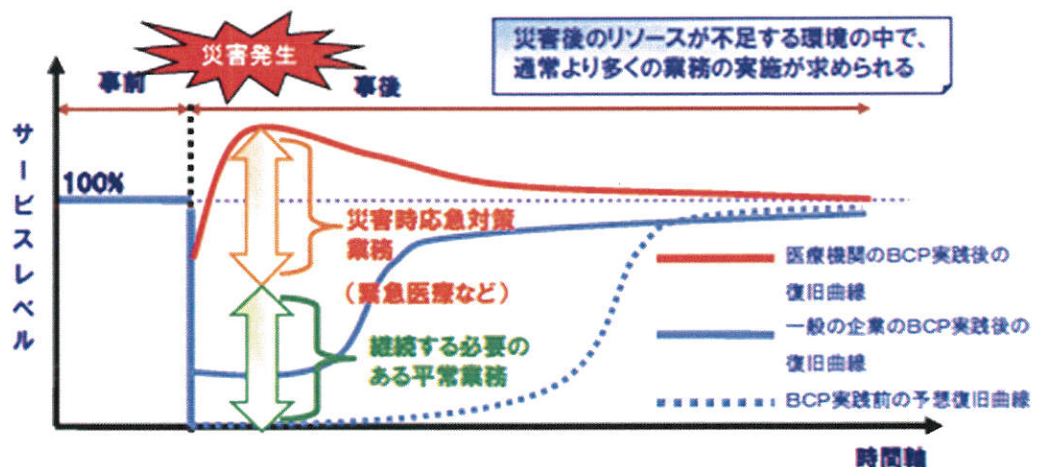 災害発生
災害後のリソースが不足する環境の中で、
通常より多くの業務の実施が求められる
事前
事後
サービスレベル
100%
災害時応急対策
業務
（緊急医療など）
継続する必要の
ある平常業務
医療機関のBCP実践後の
復旧曲線
一般の企業のBCP実践後の
復旧曲線
BCP実践前の予想復旧曲線
時間軸